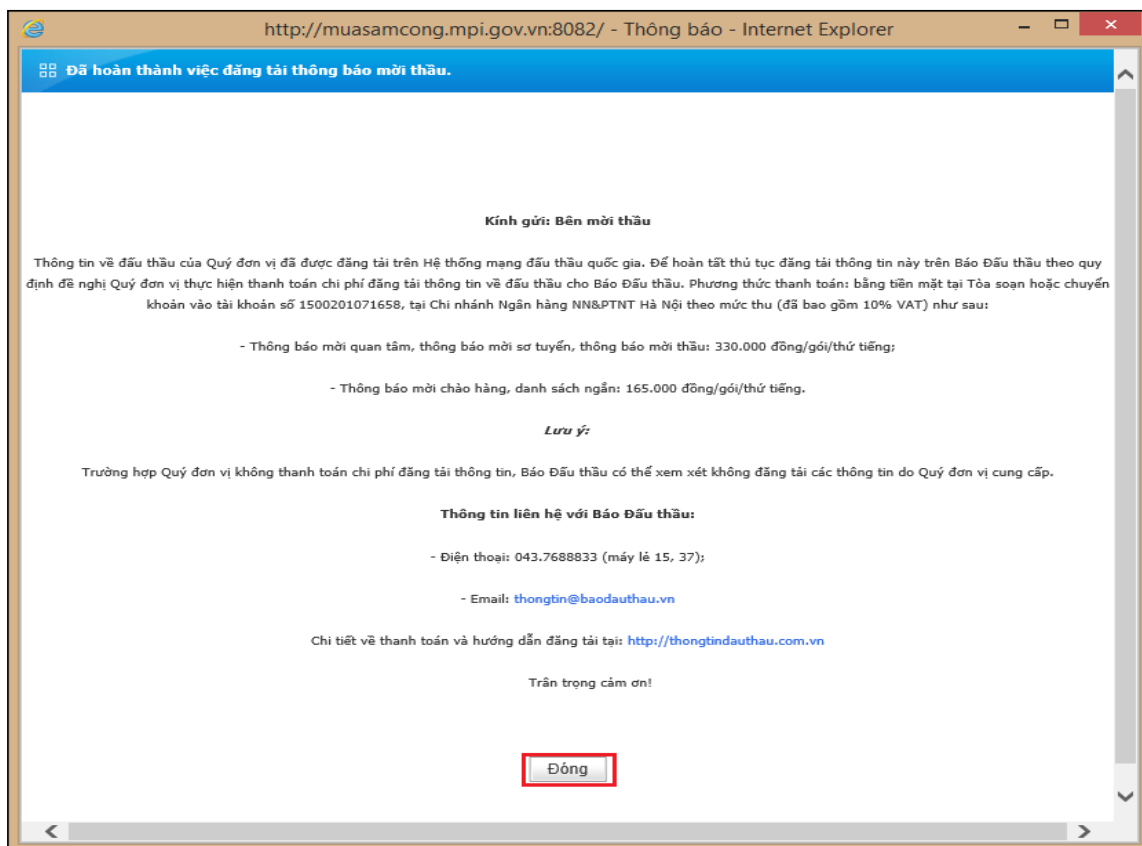 http://muasamcong.mpi.gov.vn:8082/ - Thông báo - Internet Explorer
Đã hoàn thành việc đăng tải thông báo mời thầu.
Kính gửi: Bên mời thầu
Thông tin về đấu thầu của Quý đơn vị đã được đăng tải trên Hệ thống mạng đấu thầu quốc gia. Để hoàn tất thủ tục đăng tải thông tin này trên Báo Đấu thầu theo quy
định đề nghị Quý đơn vị thực hiện thanh toán chi phí đăng tải thông tin về đấu thầu cho Báo Đấu thầu. Phương thức thanh toán: bằng tiền mặt tại Tòa soạn hoặc chuyển
khoản vào tài khoản số 1500201071658, tại Chi nhánh Ngân hàng NN&PTNT Hà Nội theo mức thu (đã bao gồm 10% VAT) như sau:
- Thông báo mời quan tâm, thông báo mời sơ tuyển, thông báo mời thầu: 330.000 đồng/gói/thứ tiếng;
- Thông báo mời chào hàng, danh sách ngắn: 165.000 đồng/gói/thứ tiếng.
Lưu ý:
Trường hợp Quý đơn vị không thanh toán chi phí đăng tải thông tin, Báo Đấu thầu có thể xem xét không đăng tải các thông tin do Quý đơn vị cung cấp.
Thông tin liên hệ với Báo Đấu thầu:
- Điện thoại: 043.7688833 (máy lẻ 15, 37);
- Email: thongtin@baodauthau.vn
Chi tiết về thanh toán và hướng dẫn đăng tải tại: http://thongtindauthau.com.vn
Trân trọng cảm ơn!
Đóng